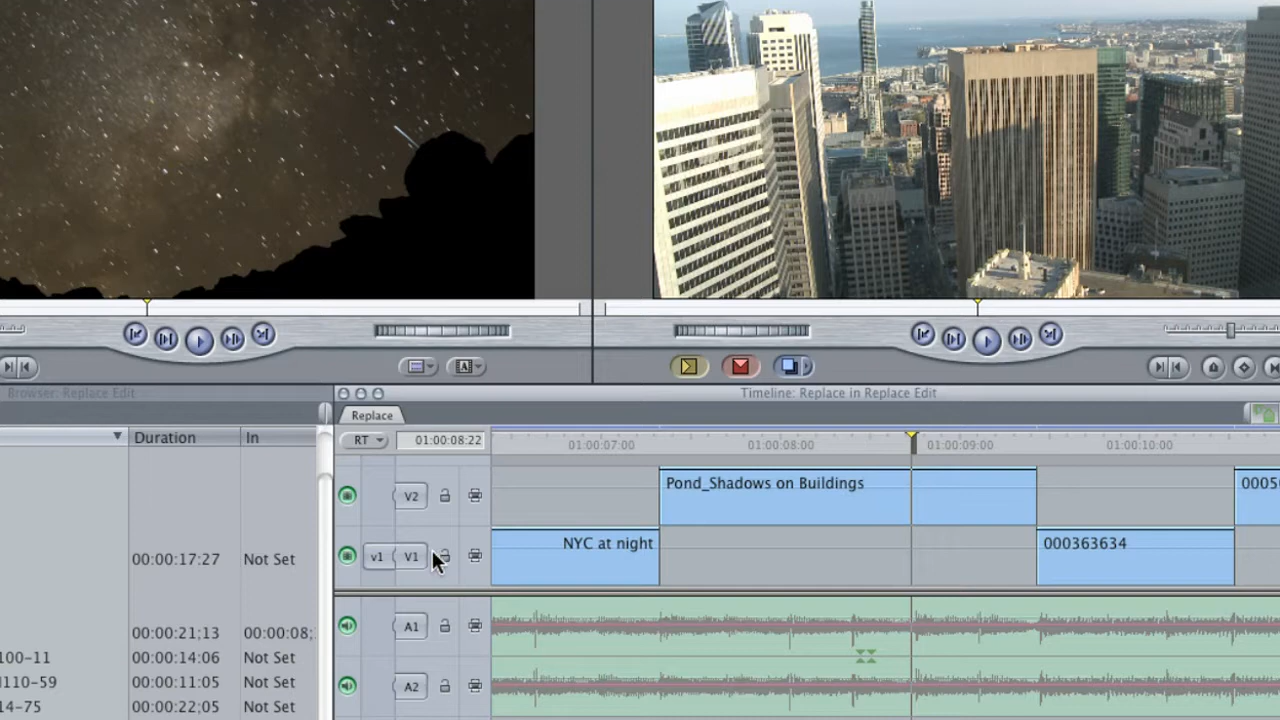 Browser: Replace Edit
Timeline: Replace in Replace Edit
Replace
Duration
In
RT
01:00:08:22
01:00:07:00
01:00:08:00
01:00:09:00
01:00:10:00
V2
Pond_Shadows on Buildings
v1
V1
NYC at night
000363634
00:00:17:27
Not Set
A1
00:00:21;13
00:00:08;
100-11
00:00:14:06
Not Set
110-59
00:00:11:05
Not Set
A2
14-75
00:00:22;05
Not Set